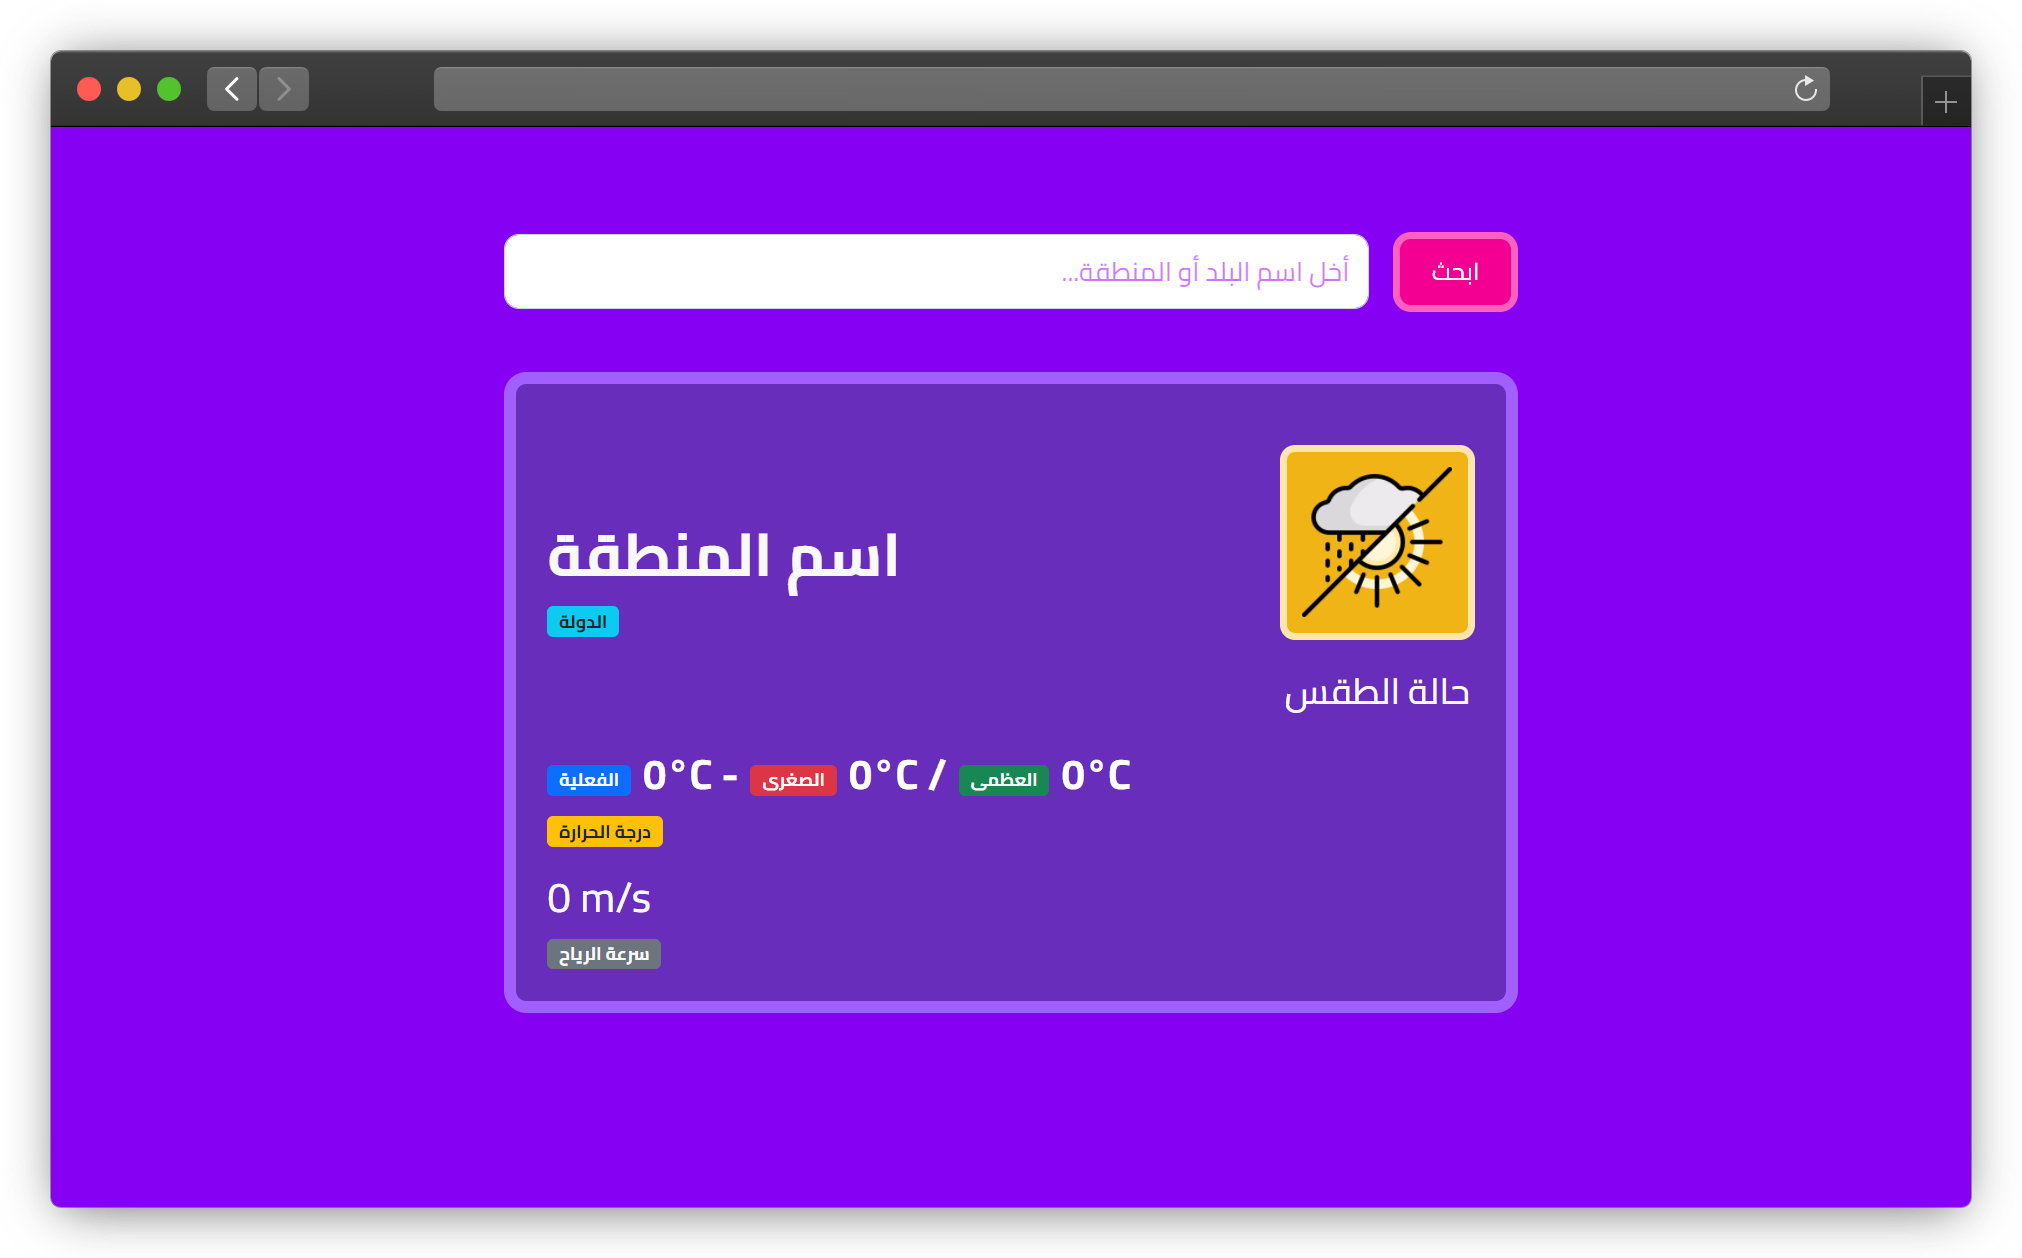 ابحث
أخل اسم البلد أو المنطقة...
اسم المنطقة
الدولة
حالة الطقس
الفعلية 0°C - الصغرى 0°C / العظمى 0°C
درجة الحرارة
0 m/s
سرعة الرياح